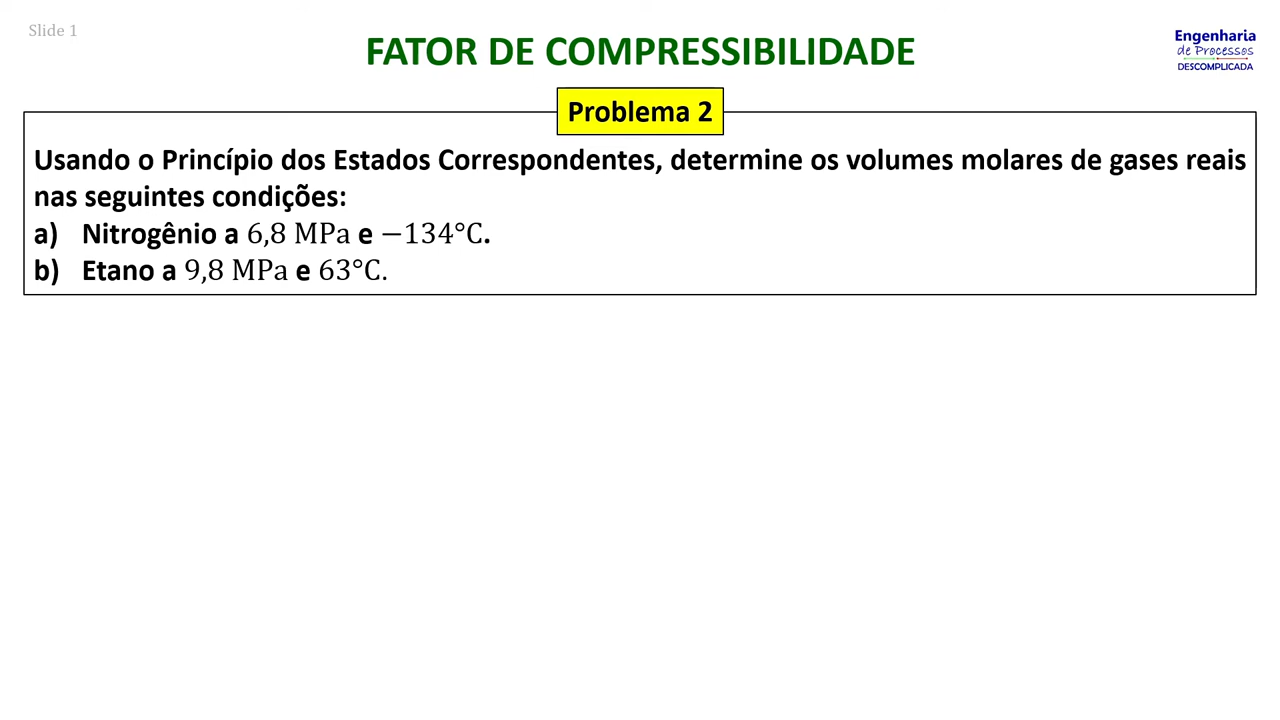 Slide 1
FATOR DE COMPRESSIBILIDADE
Engenharia
de Processos
DESCOMPLICADA
Problema 2
Usando o Princípio dos Estados Correspondentes, determine os volumes molares de gases reais
nas seguintes condições:
a) Nitrogênio a 6,8 MPa e −134°C.
b) Etano a 9,8 MPa e 63°C.